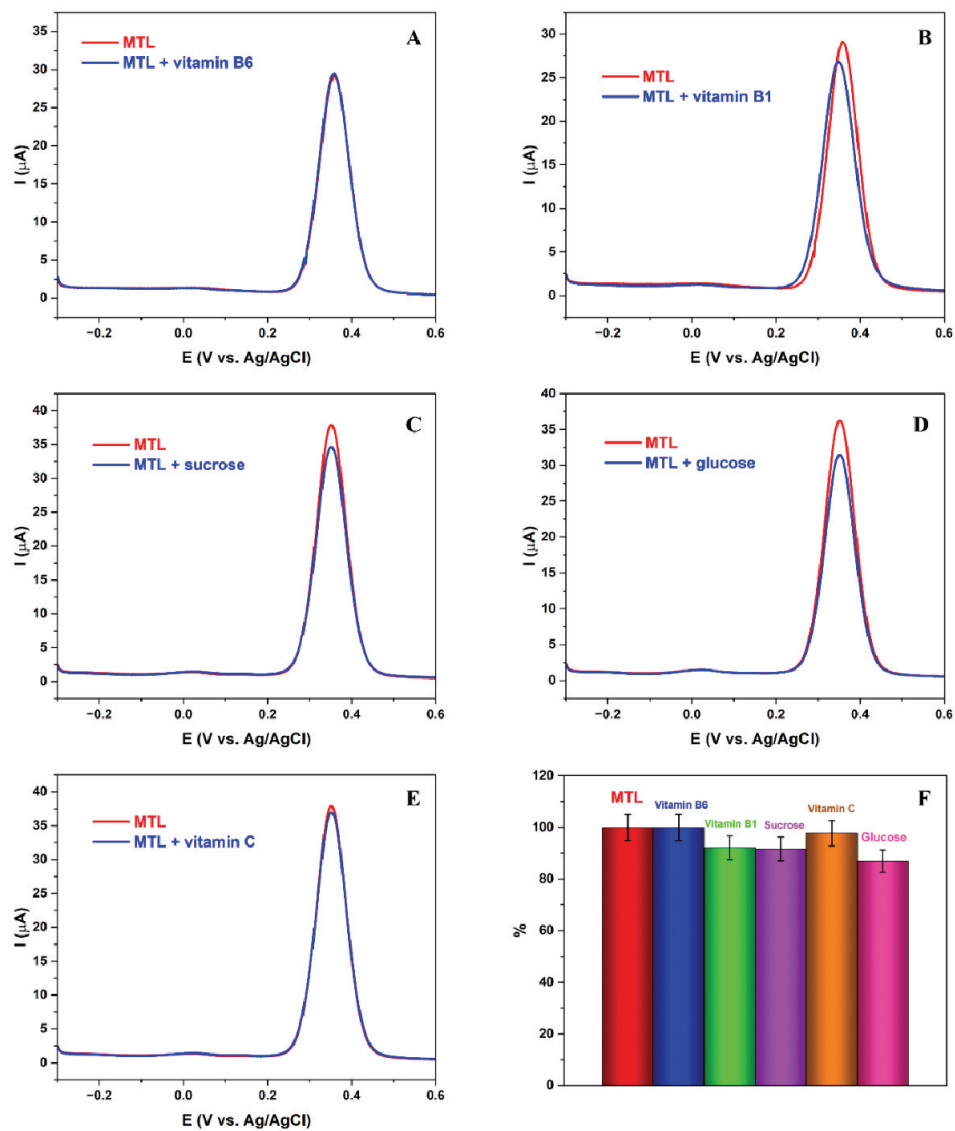 A
MTL
MTL + vitamin B6
35
30
25
20
15
10
5
0
I (µA)
−0.2 0.0 0.2 0.4 0.6
E (V vs. Ag/AgCl)
B
MTL
MTL + vitamin B1
30
25
20
15
10
5
0
I (µA)
−0.2 0.0 0.2 0.4 0.6
E (V vs. Ag/AgCl)
C
MTL
MTL + sucrose
40
35
30
25
20
15
10
5
0
I (µA)
−0.2 0.0 0.2 0.4 0.6
E (V vs. Ag/AgCl)
D
MTL
MTL + glucose
40
35
30
25
20
15
10
5
0
I (µA)
−0.2 0.0 0.2 0.4 0.6
E (V vs. Ag/AgCl)
E
MTL
MTL + vitamin C
40
35
30
25
20
15
10
5
0
I (µA)
−0.2 0.0 0.2 0.4 0.6
E (V vs. Ag/AgCl)
F
MTL
Vitamin B6
Vitamin B1
Sucrose
Vitamin C
Glucose
120
100
80
60
40
20
0
%